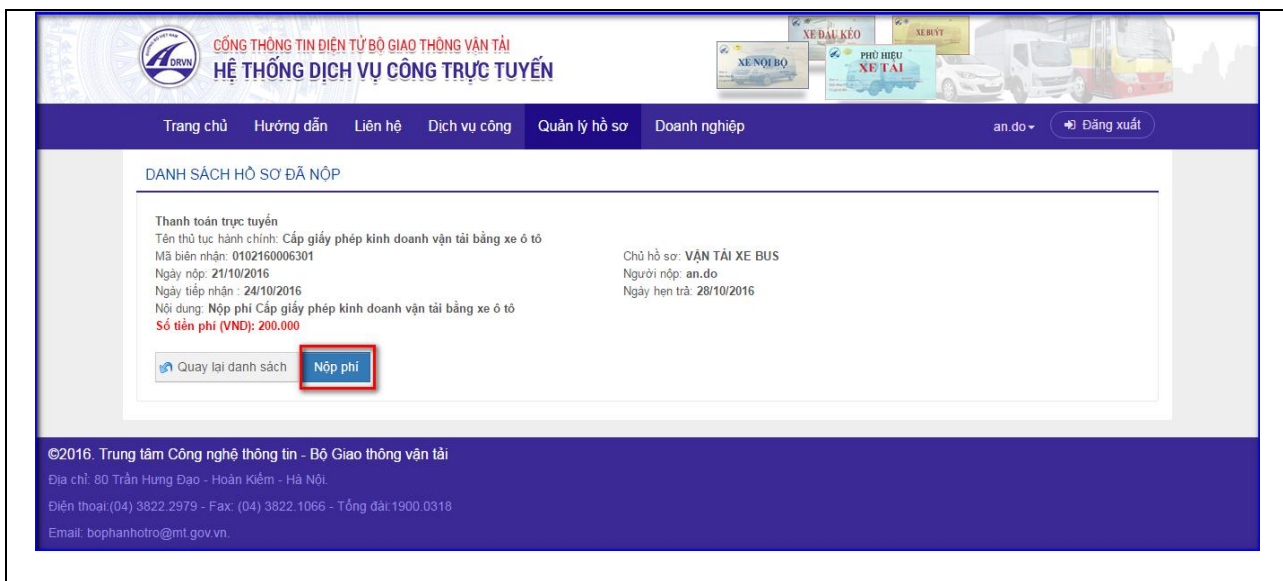 CỔNG THÔNG TIN ĐIỆN TỬ BỘ GIAO THÔNG VẬN TẢI
HỆ THỐNG DỊCH VỤ CÔNG TRỰC TUYẾN
DRVN
XE ĐẦU KÉO
XE BUÝT
XE NỘI BỘ
PHÙ HIỆU
XE TẢI
Trang chủ Hướng dẫn Liên hệ Dịch vụ công Quản lý hồ sơ Doanh nghiệp an.do Đăng xuất
DANH SÁCH HỒ SƠ ĐÃ NỘP
Thanh toán trực tuyến
Tên thủ tục hành chính: Cấp giấy phép kinh doanh vận tải bằng xe ô tô
Mã biên nhận: 0102160006301 Chủ hồ sơ: VẬN TẢI XE BUS
Ngày nộp: 21/10/2016 Người nộp: an.do
Ngày tiếp nhận : 24/10/2016 Ngày hẹn trả: 28/10/2016
Nội dung: Nộp phí Cấp giấy phép kinh doanh vận tải bằng xe ô tô
Số tiền phí (VND): 200.000
Quay lại danh sách Nộp phí
©2016. Trung tâm Công nghệ thông tin - Bộ Giao thông vận tải
Địa chỉ: 80 Trần Hưng Đạo - Hoàn Kiếm - Hà Nội.
Điện thoại:(04) 3822.2979 - Fax: (04) 3822.1066 - Tổng đài:1900.0318
Email: bophanhotro@mt.gov.vn.